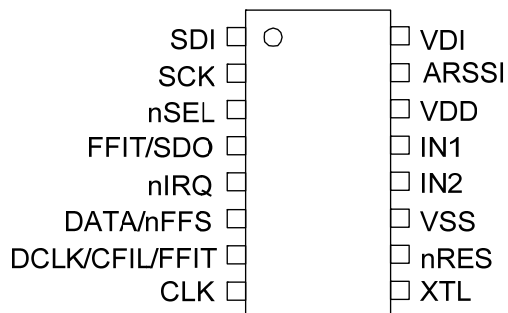 SDI
SCK
nSEL
FFIT/SDO
nIRQ
DATA/nFFS
DCLK/CFIL/FFIT
CLK
VDI
ARSSI
VDD
IN1
IN2
VSS
nRES
XTL